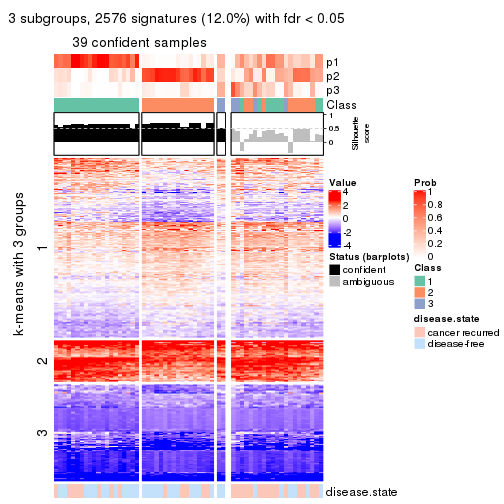 3 subgroups, 2576 signatures (12.0%) with fdr < 0.05
39 confident samples
p1
p2
p3
Class
1
0.5
0
Silhouette
score
k-means with 3 groups
1
2
3
disease.state
Value
4
2
0
-2
-4
Status (barplots)
confident
ambiguous
Prob
1
0.8
0.6
0.4
0.2
0
Class
1
2
3
disease.state
cancer recurred
disease-free